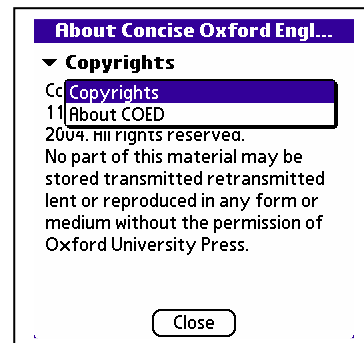 About Concise Oxford Engl...
Copyrights
Copyrights
About COED
2004. All rights reserved.
No part of this material may be
stored transmitted retransmitted
lent or reproduced in any form or
medium without the permission of
Oxford University Press.
Close